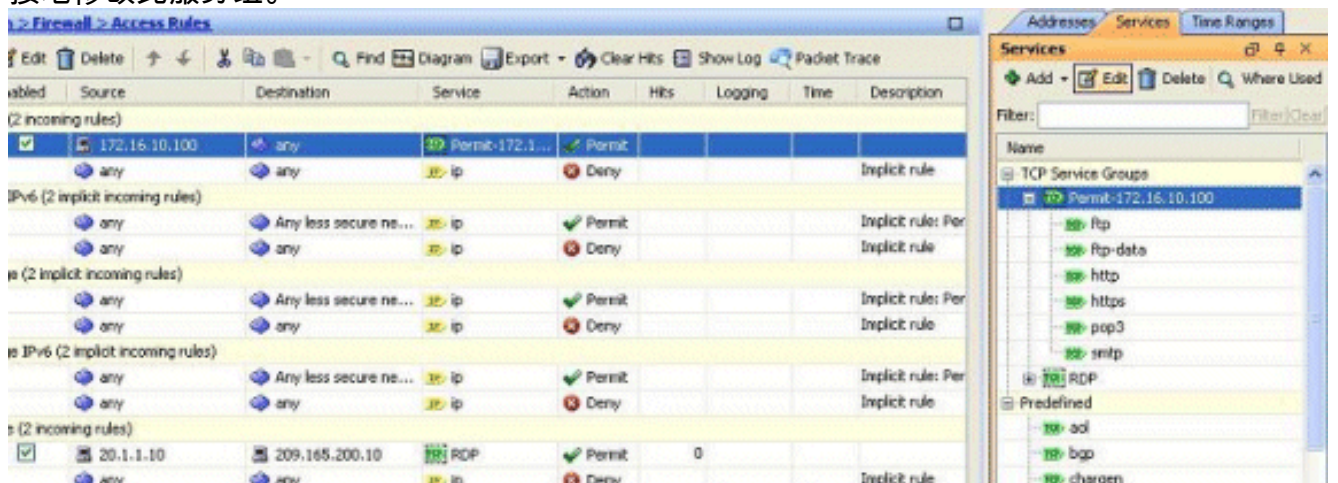 > Firewall > Access Rules
Edit Delete Find Diagram Export Clear Hits Show Log Packet Trace
abled Source Destination Service Action Hits Logging Time Description
(2 incoming rules)
172.16.10.100 any Permit-172.1... Permit
any any ip Deny Implicit rule
IPv6 (2 implicit incoming rules)
any Any less secure ne... ip Permit Implicit rule: Per
any any ip Deny Implicit rule
e (2 implicit incoming rules)
any Any less secure ne... ip Permit Implicit rule: Per
any any ip Deny Implicit rule
e IPv6 (2 implicit incoming rules)
any Any less secure ne... ip Permit Implicit rule: Per
any any ip Deny Implicit rule
e (2 incoming rules)
20.1.1.10 209.165.200.10 RDP Permit 0
any any ip Deny Implicit rule
Addresses Services Time Ranges
Services
Add Edit Delete Where Used
Filter: Filter Clear
Name
TCP Service Groups
Permit-172.16.10.100
ftp
ftp-data
http
https
pop3
smtp
RDP
Predefined
aol
bgp
chargen